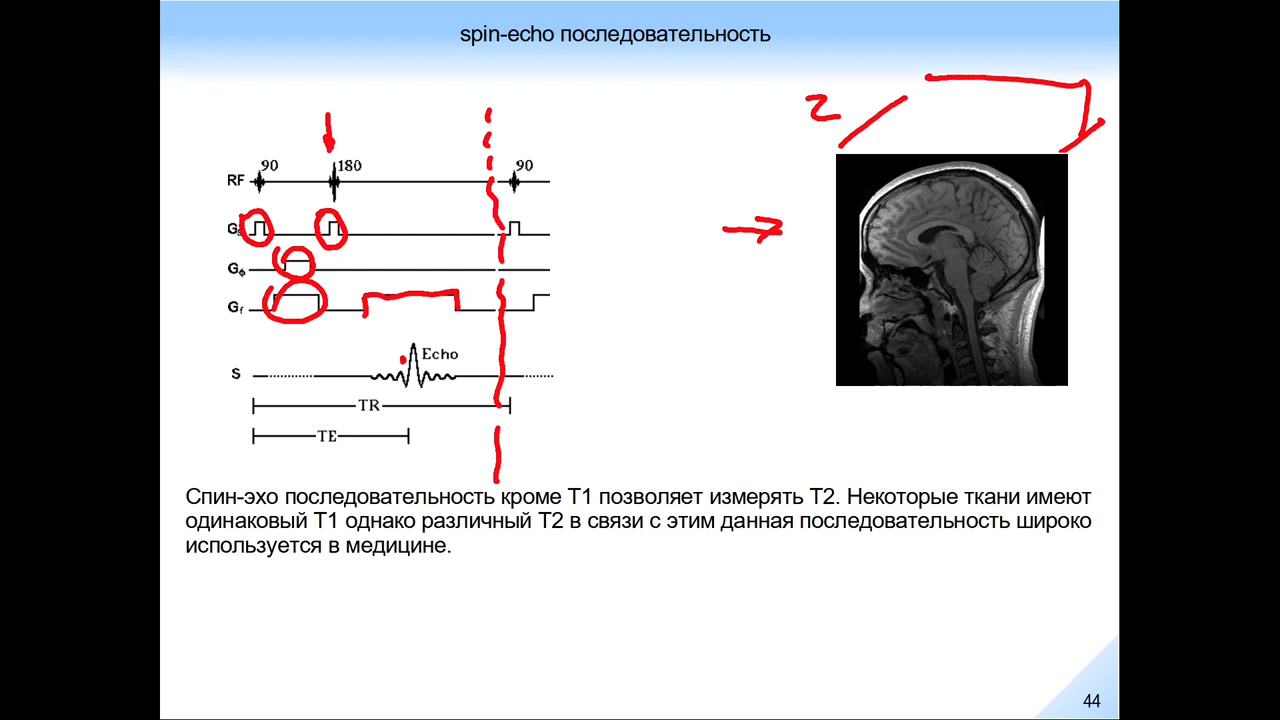 spin-echo последовательность
90
180
90
RF
G
Gϕ
Gf
Echo
S
TR
TE
2
Спин-эхо последовательность кроме T1 позволяет измерять T2. Некоторые ткани имеют
одинаковый T1 однако различный T2 в связи с этим данная последовательность широко
используется в медицине.
44